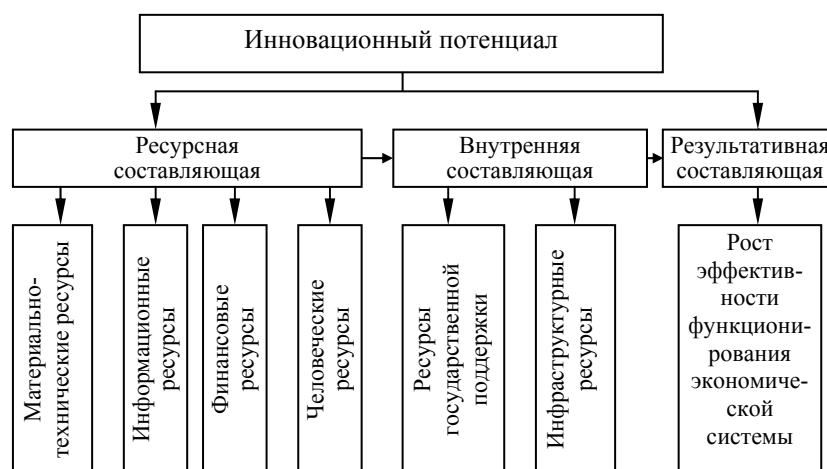 Инновационный потенциал
Ресурсная
составляющая
Внутренняя
составляющая
Результативная
составляющая
Материально-
технические ресурсы
Информационные
ресурсы
Финансовые
ресурсы
Человеческие
ресурсы
Ресурсы
государственной
поддержки
Инфраструктурные
ресурсы
Рост
эффектив-
ности
функциони-
рования
экономиче-
ской
системы